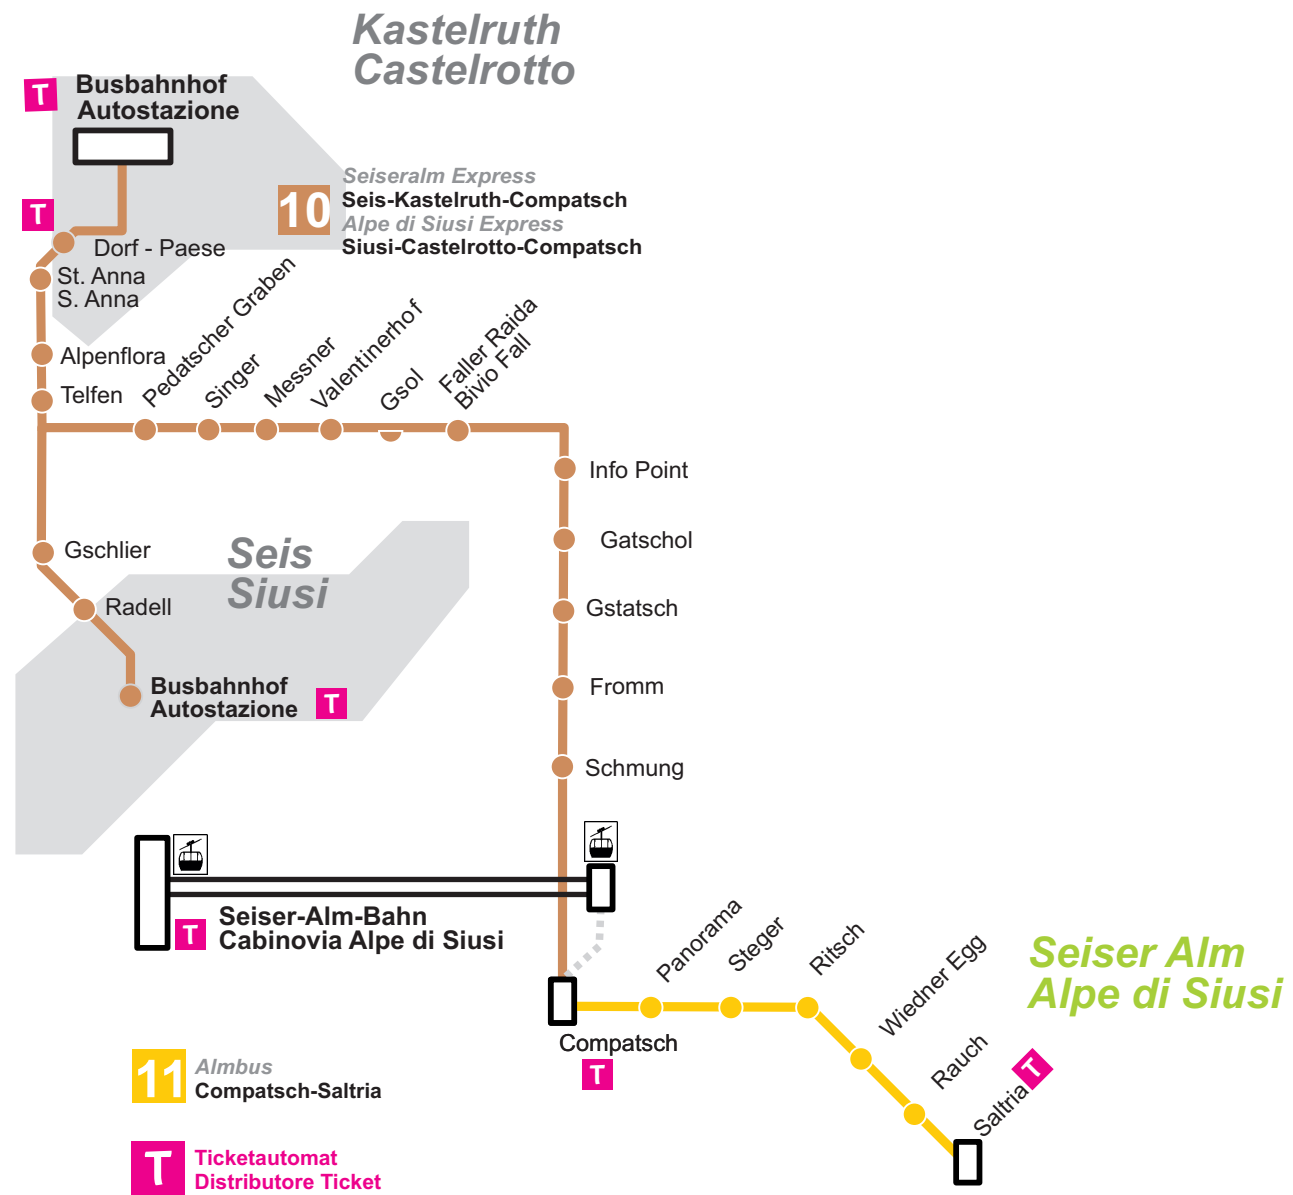 Kastelruth
Castelrotto
T
Busbahnhof
Autostazione
T
10
Seiseralm Express
Seis-Kastelruth-Compatsch
Alpe di Siusi Express
Siusi-Castelrotto-Compatsch
Dorf - Paese
St. Anna
S. Anna
Alpenflora
Telfen
Pedatscher Graben
Singer
Messner
Valentinerhof
Gsol
Faller Raida
Bivio Fall
Info Point
Gatschol
Gstatsch
Fromm
Schmung
Gschlier
Seis
Siusi
Radell
Busbahnhof
Autostazione
T
T
Seiser-Alm-Bahn
Cabinovia Alpe di Siusi
Compatsch
T
Panorama
Steger
Ritsch
Wiedner Egg
Rauch
Saltria
T
Seiser Alm
Alpe di Siusi
11
Almbus
Compatsch-Saltria
T
Ticketautomat
Distributore Ticket